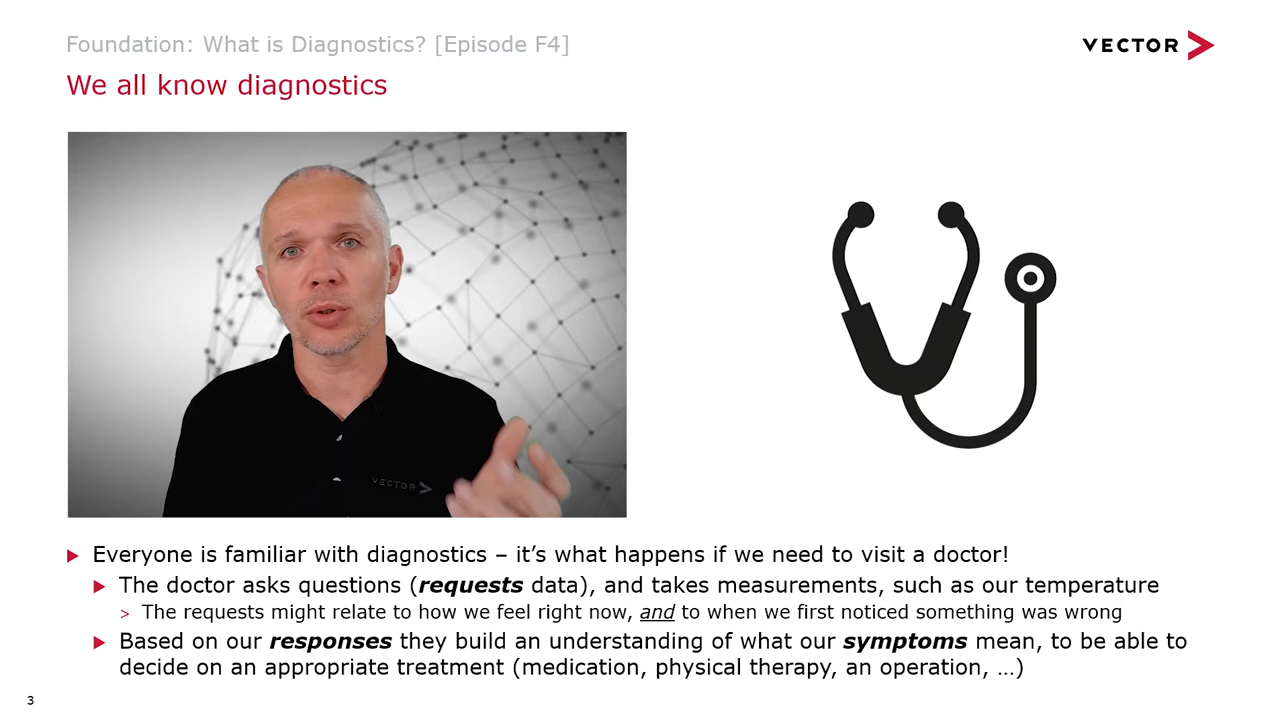 Foundation: What is Diagnostics? [Episode F4]
VECTOR
We all know diagnostics
VECTOR
Everyone is familiar with diagnostics – it's what happens if we need to visit a doctor!
The doctor asks questions (requests data), and takes measurements, such as our temperature
> The requests might relate to how we feel right now, and to when we first noticed something was wrong
Based on our responses they build an understanding of what our symptoms mean, to be able to
decide on an appropriate treatment (medication, physical therapy, an operation, …)
3